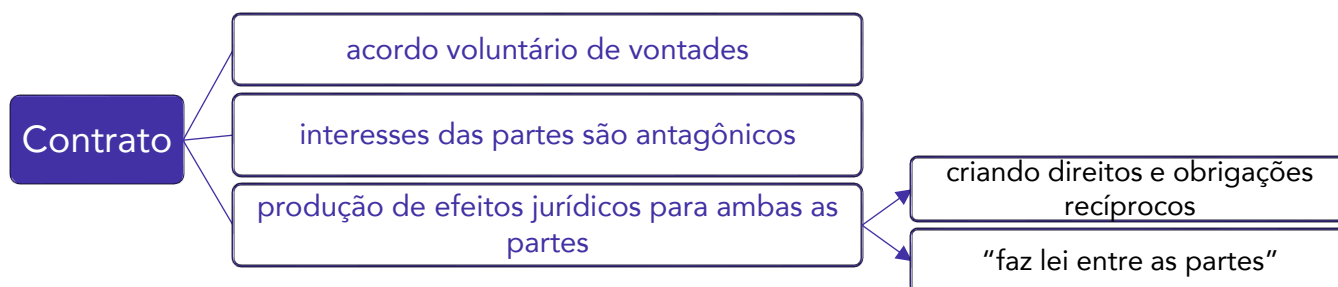 Contrato
acordo voluntário de vontades
interesses das partes são antagônicos
produção de efeitos jurídicos para ambas as
partes
criando direitos e obrigações
recíprocos
“faz lei entre as partes”